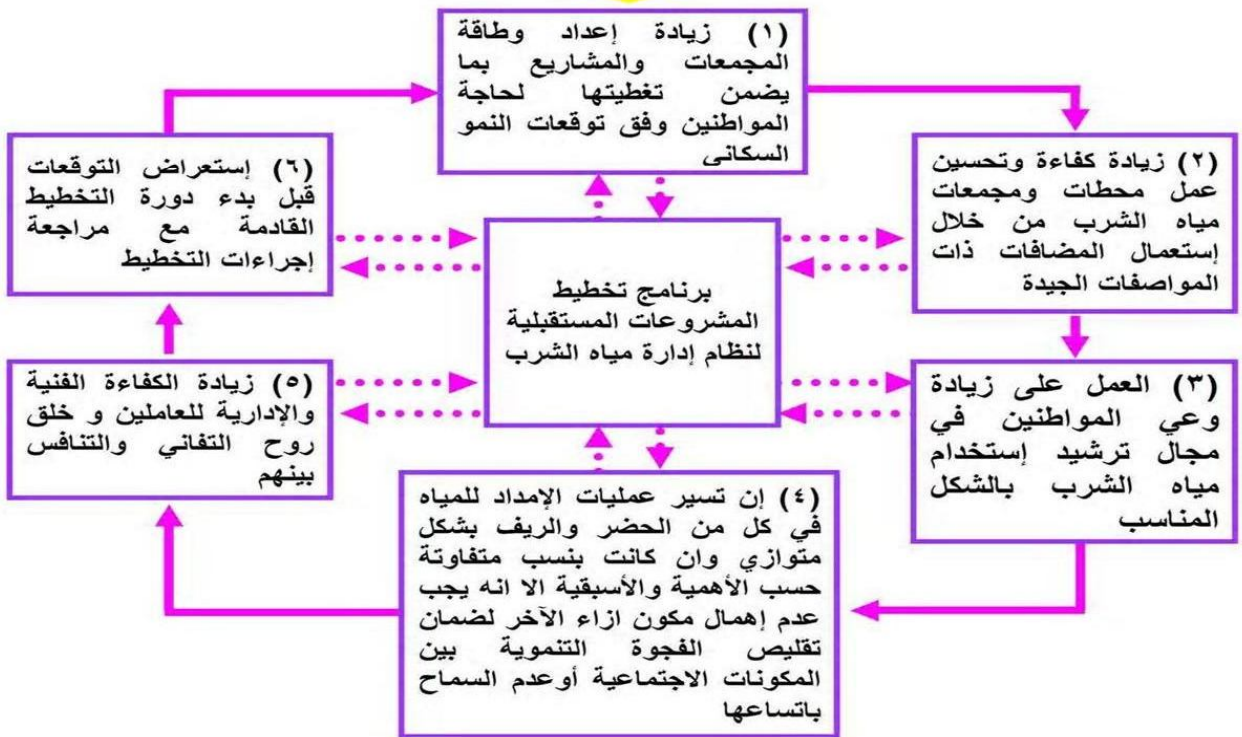 (١) زيادة إعداد وطاقة
المجمعات والمشاريع بما
يضمن تغطيتها لحاجة
المواطنين وفق توقعات النمو
السكاني
(٢) زيادة كفاءة وتحسين
عمل محطات ومجمعات
مياه الشرب من خلال
إستعمال المضافات ذات
المواصفات الجيدة
(٣) العمل على زيادة
وعي المواطنين في
مجال ترشيد إستخدام
مياه الشرب بالشكل
المناسب
(٤) إن تسير عمليات الإمداد للمياه
في كل من الحضر والريف بشكل
متوازي وان كانت بنسب متفاوتة
حسب الأهمية والأسبقية الا انه يجب
عدم إهمال مكون ازاء الآخر لضمان
تقليص الفجوة التنموية بين
المكونات الاجتماعية أوعدم السماح
باتساعها
(٥) زيادة الكفاءة الفنية
والإدارية للعاملين و خلق
روح التفاني والتنافس
بينهم
(٦) إستعراض التوقعات
قبل بدء دورة التخطيط
القادمة مع مراجعة
إجراءات التخطيط
برنامج تخطيط
المشروعات المستقبلية
لنظام إدارة مياه الشرب